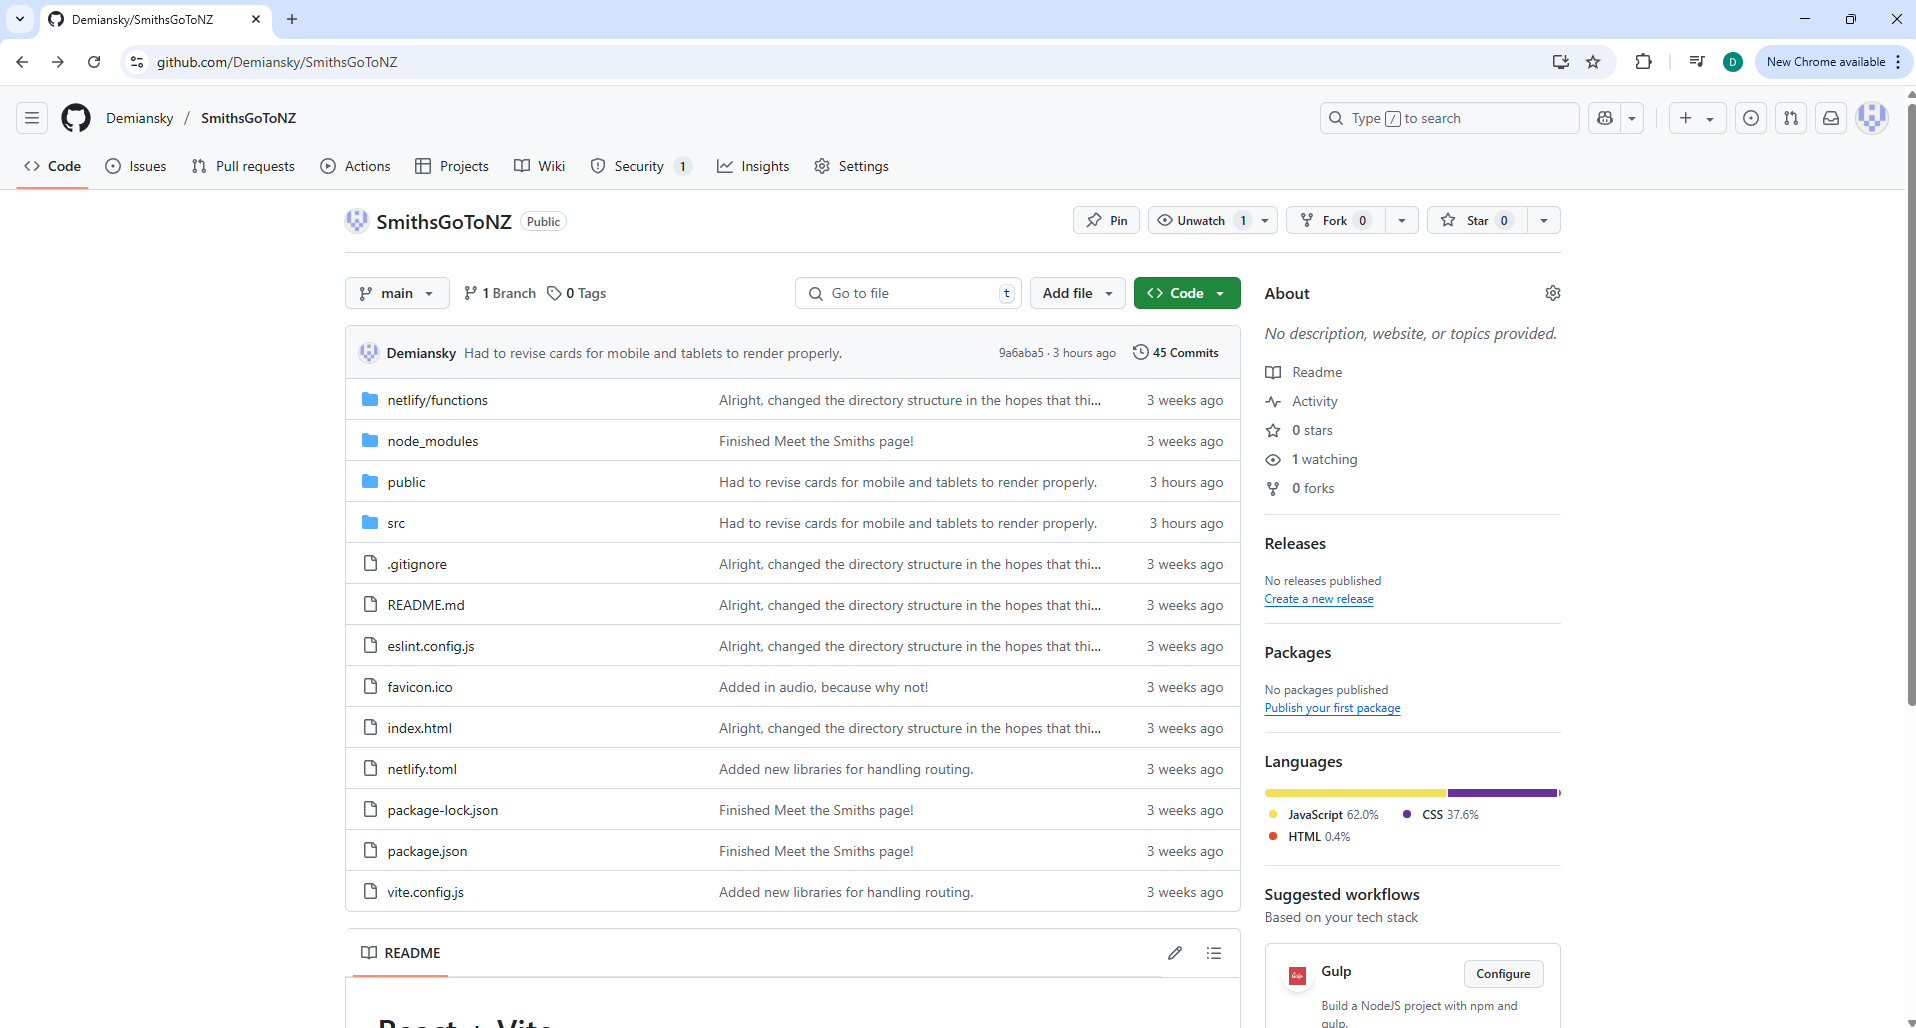 Demiansky/SmithsGoToNZ
github.com/Demiansky/SmithsGoToNZ
D
New Chrome available
Demiansky / SmithsGoToNZ
Type / to search
Code Issues Pull requests Actions Projects Wiki Security 1 Insights Settings
SmithsGoToNZ Public
Pin Unwatch 1 Fork 0 Star 0
main 1 Branch 0 Tags Go to file t Add file Code
Demiansky Had to revise cards for mobile and tablets to render properly. 9a6aba5 · 3 hours ago 45 Commits
netlify/functions Alright, changed the directory structure in the hopes that thi... 3 weeks ago
node_modules Finished Meet the Smiths page! 3 weeks ago
public Had to revise cards for mobile and tablets to render properly. 3 hours ago
src Had to revise cards for mobile and tablets to render properly. 3 hours ago
.gitignore Alright, changed the directory structure in the hopes that thi... 3 weeks ago
README.md Alright, changed the directory structure in the hopes that thi... 3 weeks ago
eslint.config.js Alright, changed the directory structure in the hopes that thi... 3 weeks ago
favicon.ico Added in audio, because why not! 3 weeks ago
index.html Alright, changed the directory structure in the hopes that thi... 3 weeks ago
netlify.toml Added new libraries for handling routing. 3 weeks ago
package-lock.json Finished Meet the Smiths page! 3 weeks ago
package.json Finished Meet the Smiths page! 3 weeks ago
vite.config.js Added new libraries for handling routing. 3 weeks ago
README
React + Vite
About
No description, website, or topics provided.
Readme
Activity
0 stars
1 watching
0 forks
Releases
No releases published
Create a new release
Packages
No packages published
Publish your first package
Languages
JavaScript 62.0% CSS 37.6%
HTML 0.4%
Suggested workflows
Based on your tech stack
Gulp Configure
Build a NodeJS project with npm and
gulp.